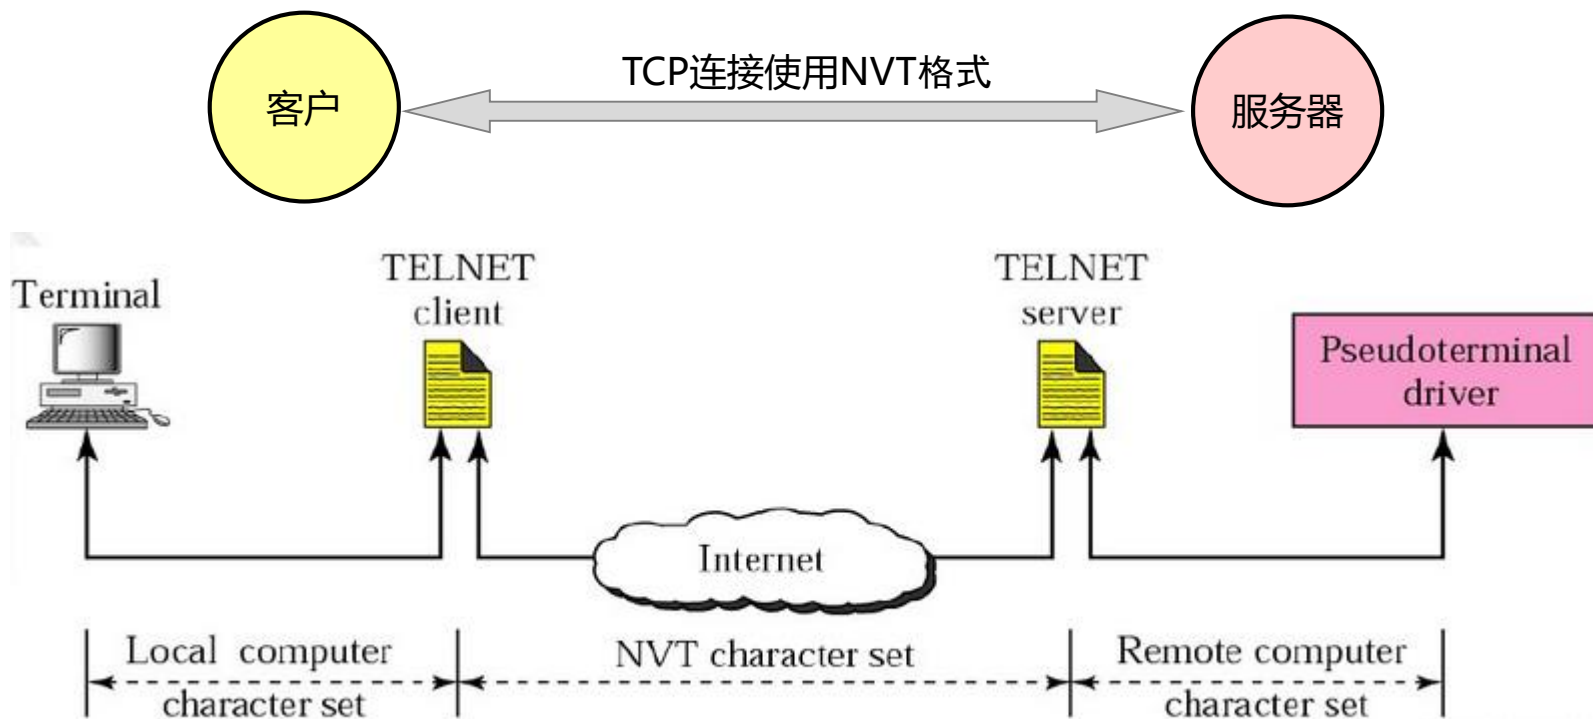 TCP连接使用NVT格式
客户
服务器
Terminal
TELNET
client
TELNET
server
Pseudoterminal
driver
Internet
Local computer
character set
NVT character set
Remote computer
character set